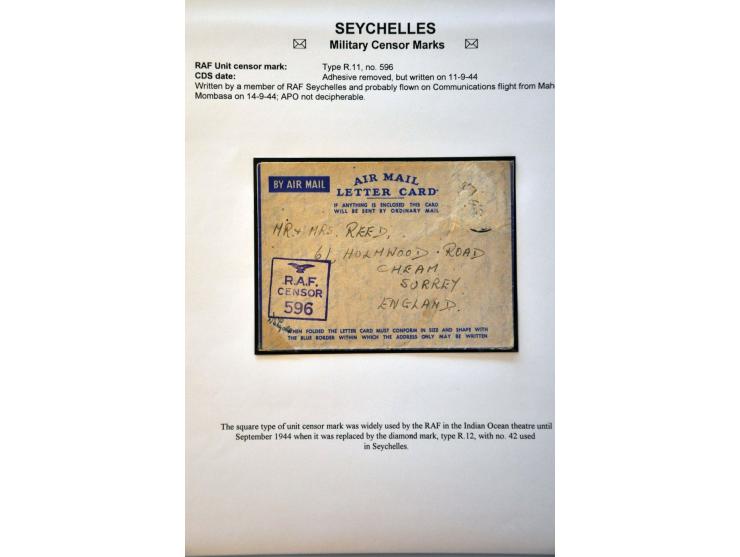 SEYCHELLES
Military Censor Marks
RAF Unit censor mark: Type R.11, no. 596
CDS date: Adhesive removed, but written on 11-9-44
Written by a member of RAF Seychelles and probably flown on Communications flight from Mah
Mombasa on 14-9-44; APO not decipherable.
BY AIR MAIL
AIR MAIL
LETTER CARD
IF ANYTHING IS ENCLOSED THIS CARD
WILL BE SENT BY ORDINARY MAIL
MR & MRS. REED,
61, HOLMWOOD · ROAD
CHEAM
SURREY
ENGLAND.
R.A.F.
CENSOR
596
WHEN FOLDED THE LETTER CARD MUST CONFORM IN SIZE AND SHAPE WITH
THE BLUE BORDER WITHIN WHICH THE ADDRESS ONLY MAY BE WRITTEN
The square type of unit censor mark was widely used by the RAF in the Indian Ocean theatre until
September 1944 when it was replaced by the diamond mark, type R.12, with no. 42 used
in Seychelles.